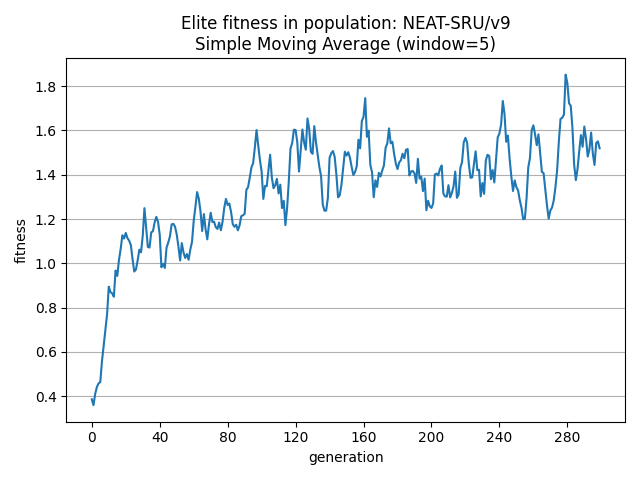 Elite fitness in population: NEAT-SRU/v9
Simple Moving Average (window=5)
fitness
1.8
1.6
1.4
1.2
1.0
0.8
0.6
0.4
0 40 80 120 160 200 240 280
generation